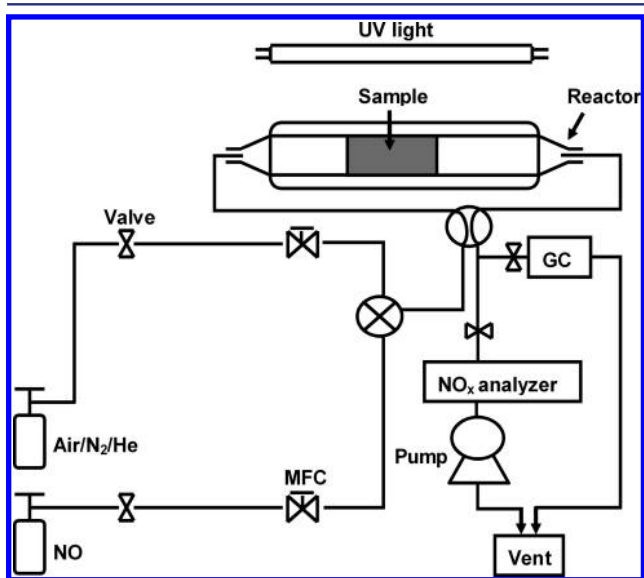 UV light
Sample
Reactor
Valve
GC
NOₓ analyzer
Air/N₂/He
Pump
MFC
NO
Vent